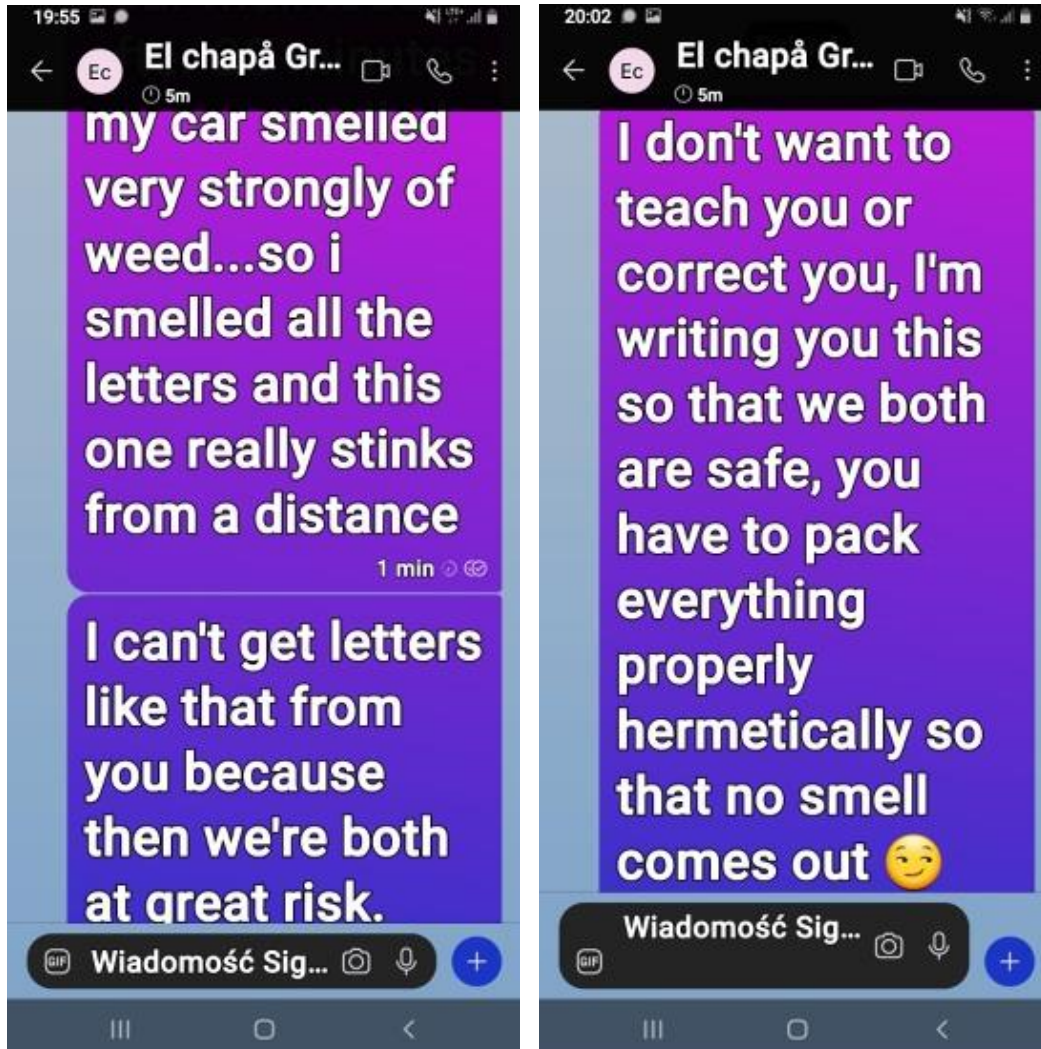 19:55
El chapå Gr...
Ec
5m
my car smelled
very strongly of
weed...so i
smelled all the
letters and this
one really stinks
from a distance
1 min
I can't get letters
like that from
you because
then we're both
at great risk.
GIF Wiadomość Sig...
20:02
El chapå Gr...
Ec
5m
I don't want to
teach you or
correct you, I'm
writing you this
so that we both
are safe, you
have to pack
everything
properly
hermetically so
that no smell
comes out 😏
Wiadomość Sig...
GIF